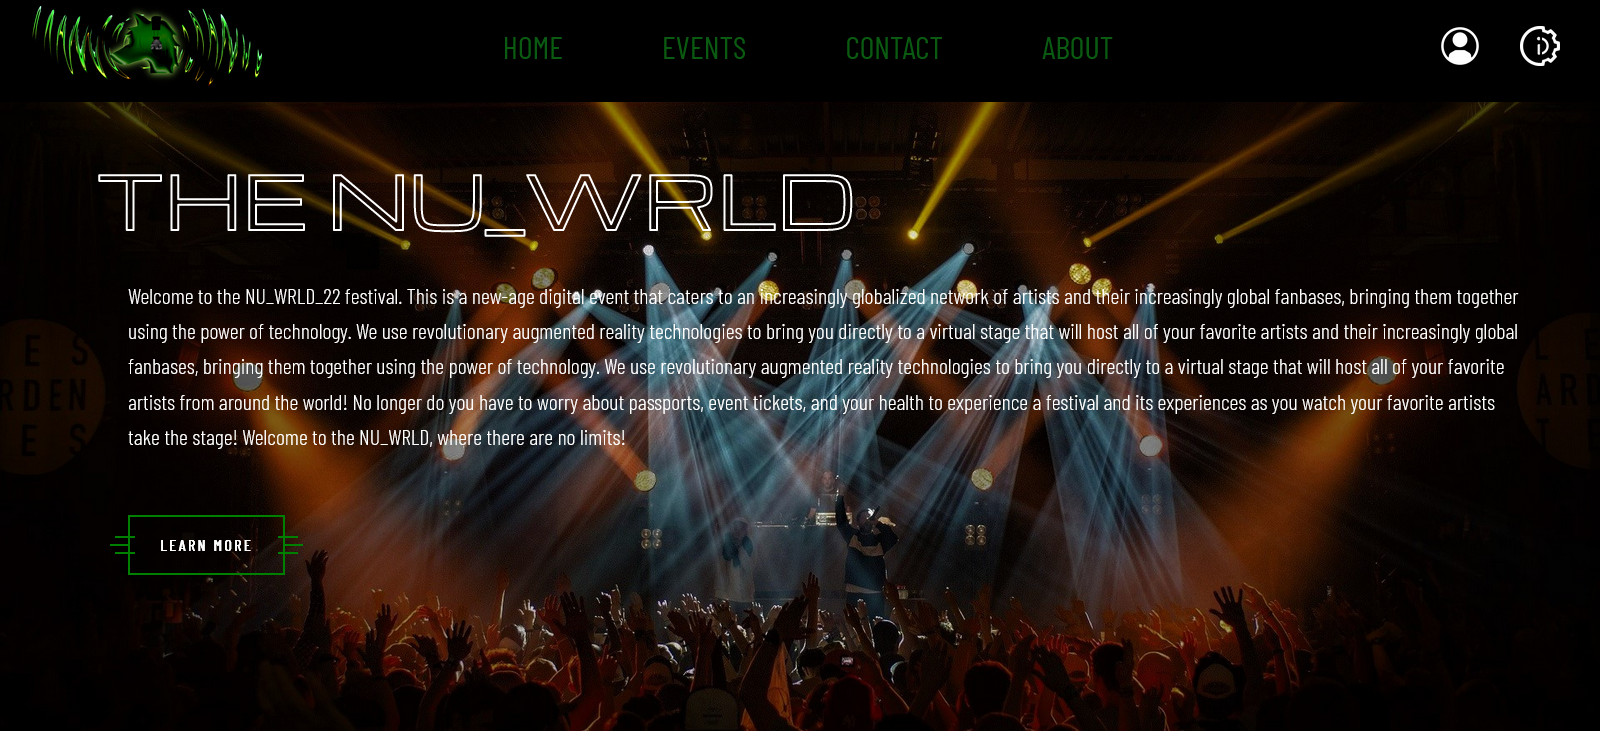 HOME EVENTS CONTACT ABOUT
THE NU_WRLD
Welcome to the NU_WRLD_22 festival. This is a new-age digital event that caters to an increasingly globalized network of artists and their increasingly global fanbases, bringing them together
using the power of technology. We use revolutionary augmented reality technologies to bring you directly to a virtual stage that will host all of your favorite artists and their increasingly global
fanbases, bringing them together using the power of technology. We use revolutionary augmented reality technologies to bring you directly to a virtual stage that will host all of your favorite
artists from around the world! No longer do you have to worry about passports, event tickets, and your health to experience a festival and its experiences as you watch your favorite artists
take the stage! Welcome to the NU_WRLD, where there are no limits!
LEARN MORE